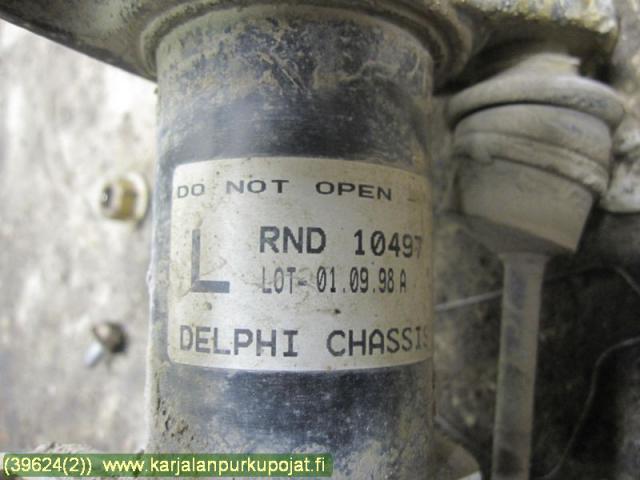 DO NOT OPEN
L RND 10497
LOT- 01.09.98 A
DELPHI CHASSIS
(39624(2)) www.karjalanpurkupojat.fi